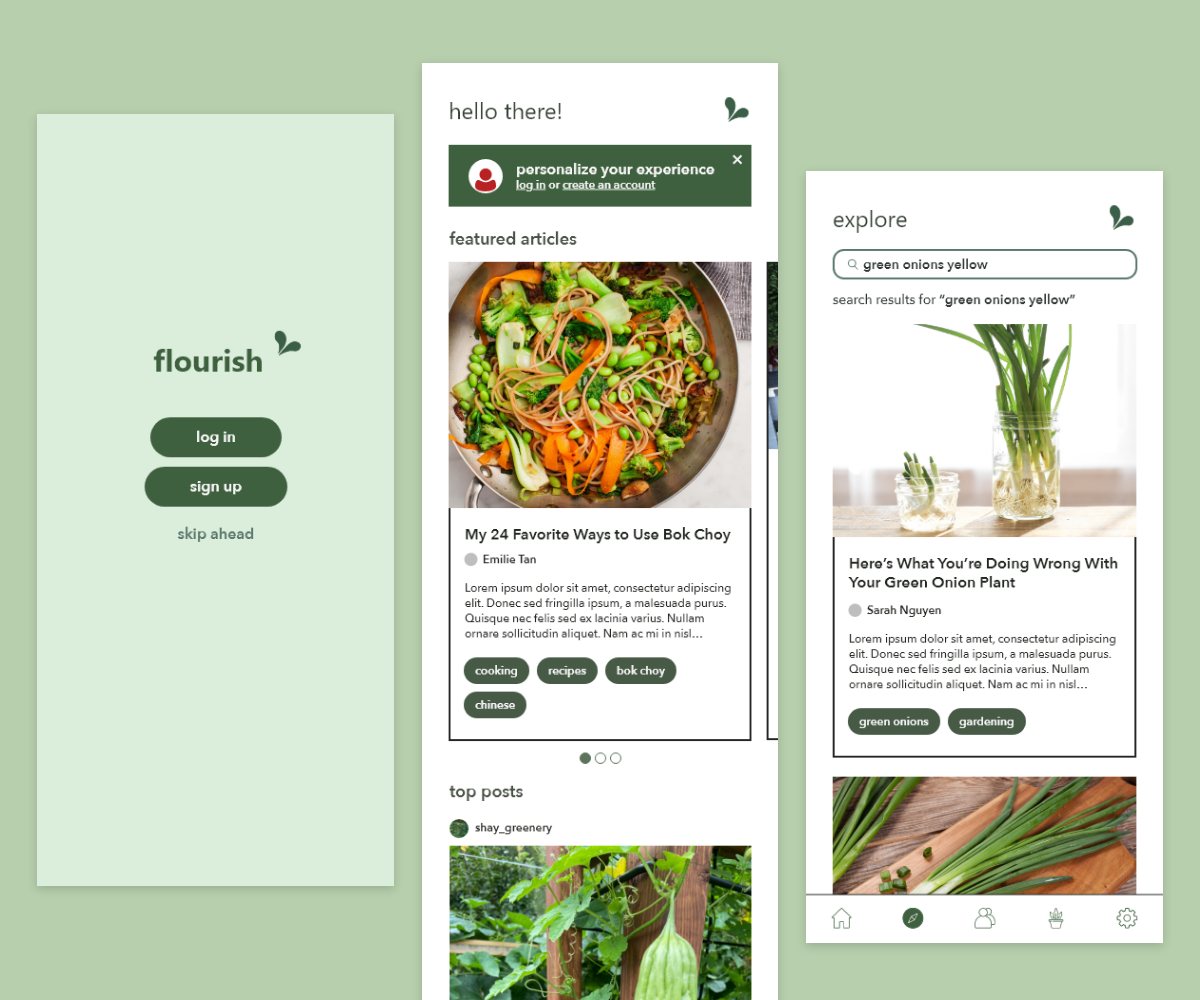 flourish
log in
sign up
skip ahead
hello there!
personalize your experience
log in or create an account
featured articles
My 24 Favorite Ways to Use Bok Choy
Emilie Tan
Lorem ipsum dolor sit amet, consectetur adipiscing
elit. Donec sed fringilla ipsum, a malesuada purus.
Quisque nec felis sed ex lacinia varius. Nullam
ornare sollicitudin aliquet. Nam ac mi in nisl...
cooking recipes bok choy
chinese
top posts
shay_greenery
explore
green onions yellow
search results for “green onions yellow”
Here’s What You’re Doing Wrong With
Your Green Onion Plant
Sarah Nguyen
Lorem ipsum dolor sit amet, consectetur adipiscing
elit. Donec sed fringilla ipsum, a malesuada purus.
Quisque nec felis sed ex lacinia varius. Nullam
ornare sollicitudin aliquet. Nam ac mi in nisl...
green onions gardening